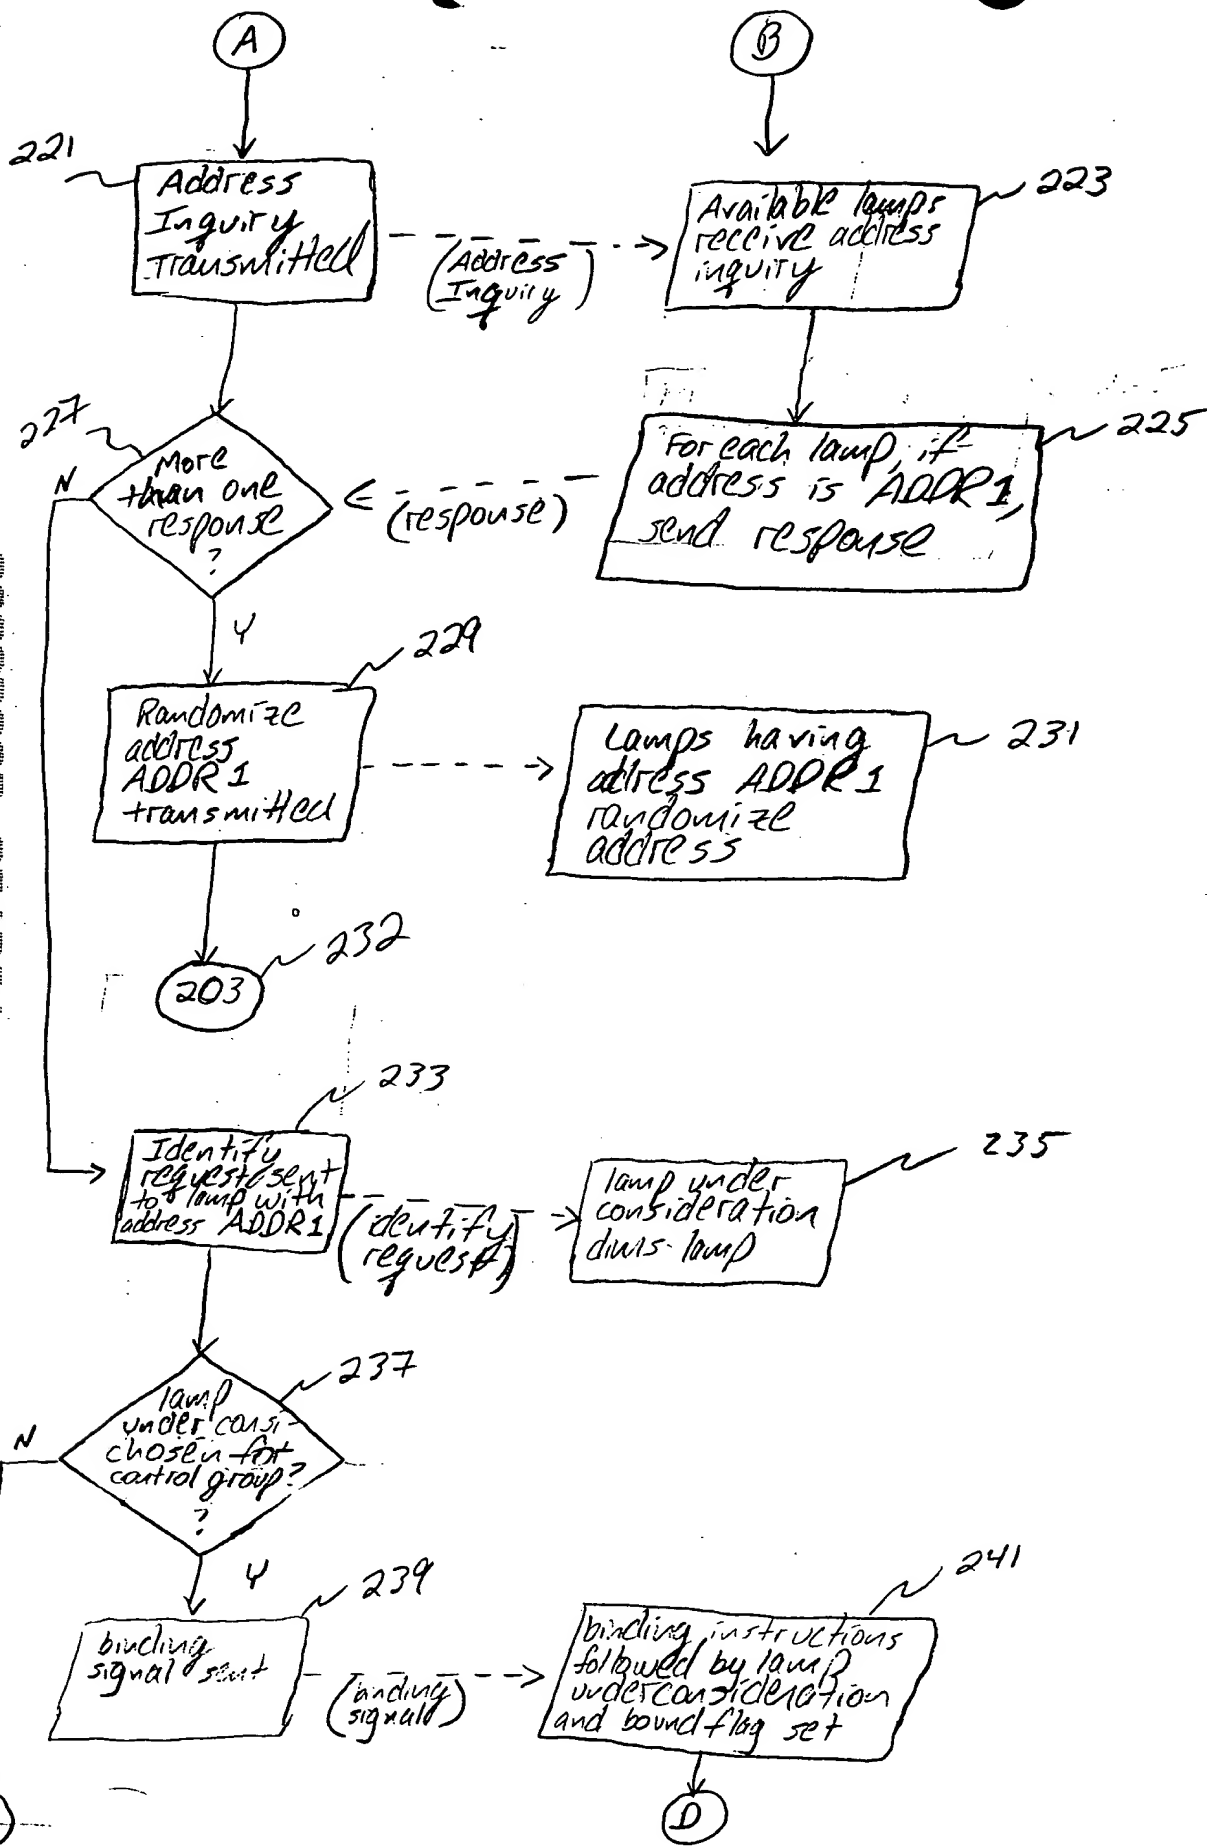 A
B
221
Address
Inquiry
Transmitted
(Address
Inquiry)
223
Available lamps
receive address
inquiry
227
More
than one
response
?
N
Y
(response)
225
For each lamp, if
address is ADDR1,
send response
229
Randomize
address
ADDR1
transmitted
231
Lamps having
address ADDR1
randomize
address
232
203
233
Identify
request sent
to lamp with
address ADDR1
(identify
request)
235
lamp under
consideration
dims lamp
237
lamp
under consi-
chosen for
control group?
?
N
Y
239
binding
signal sent
(binding
signal)
241
binding instructions
followed by lamp
under consideration
and bound flag set
D